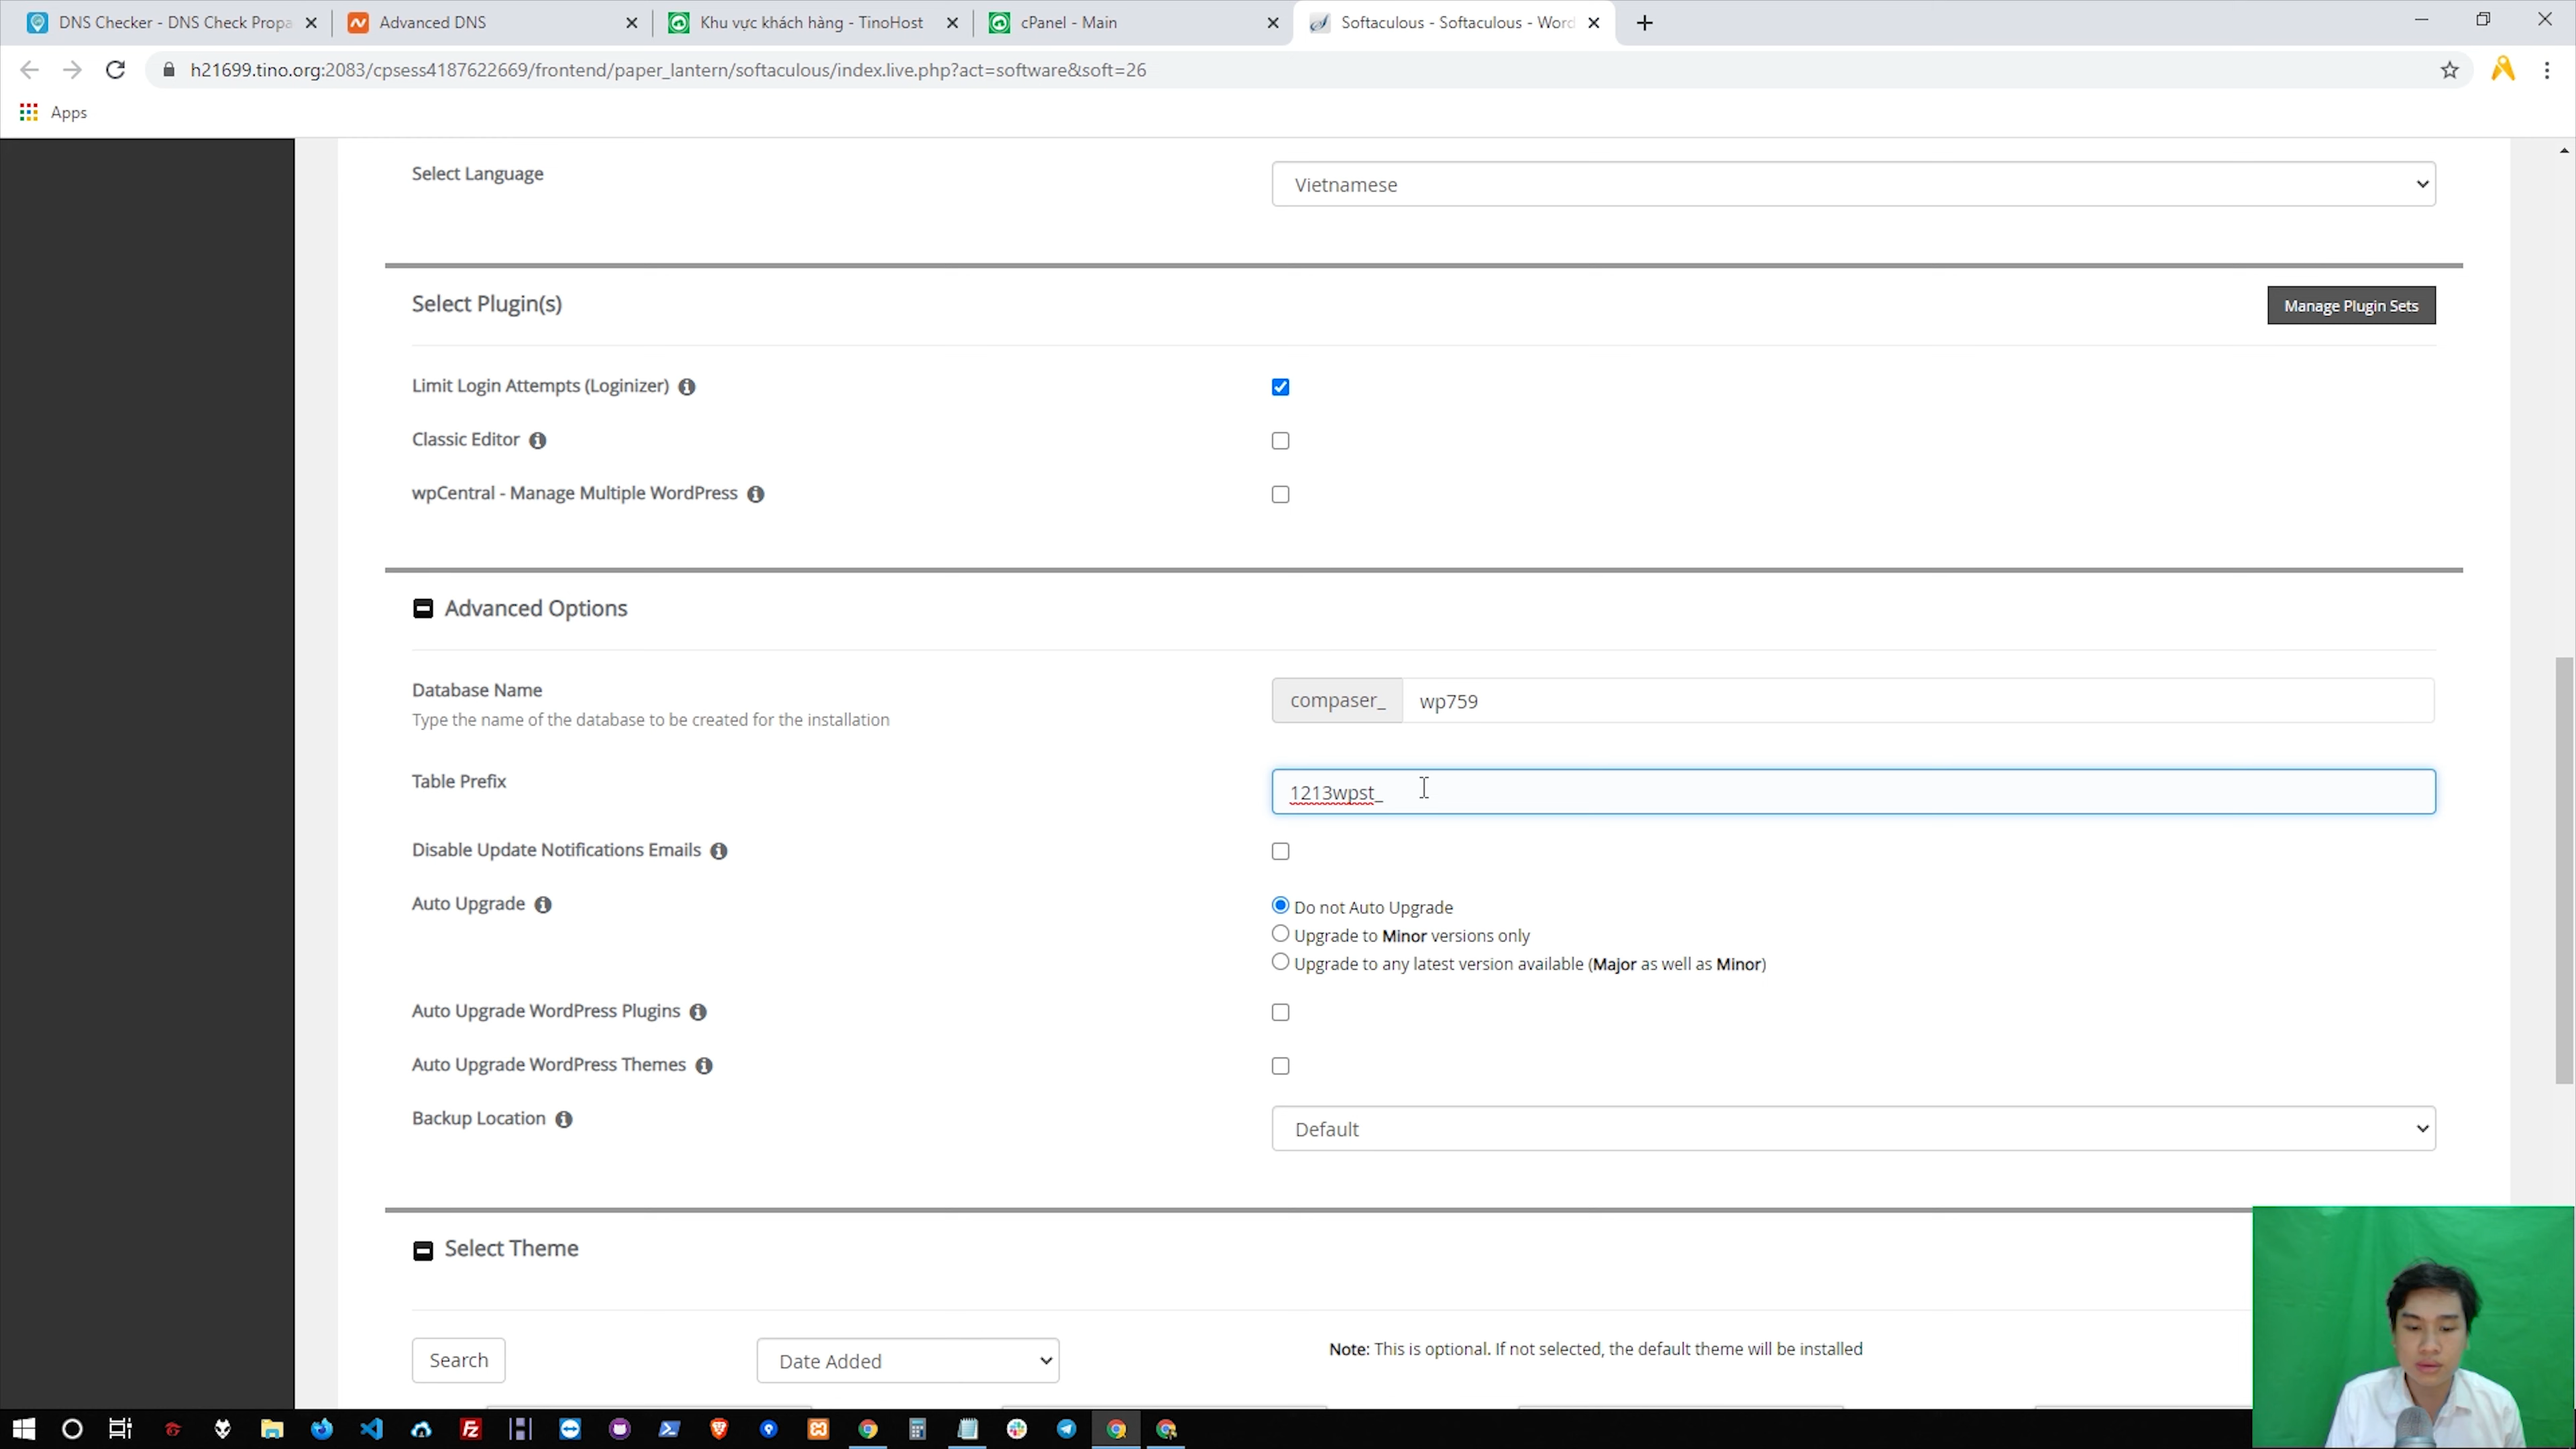 DNS Checker - DNS Check Propa
Advanced DNS
Khu vực khách hàng - TinoHost
cPanel - Main
Softaculous - Softaculous - Word
h21699.tino.org:2083/cpsess4187622669/frontend/paper_lantern/softaculous/index.live.php?act=software&soft=26
Apps
Select Language
Vietnamese
Select Plugin(s)
Manage Plugin Sets
Limit Login Attempts (Loginizer)
Classic Editor
wpCentral - Manage Multiple WordPress
Advanced Options
Database Name
Type the name of the database to be created for the installation
compaser_ wp759
Table Prefix
1213wpst_
Disable Update Notifications Emails
Auto Upgrade
Do not Auto Upgrade
Upgrade to Minor versions only
Upgrade to any latest version available (Major as well as Minor)
Auto Upgrade WordPress Plugins
Auto Upgrade WordPress Themes
Backup Location
Default
Select Theme
Search
Date Added
Note: This is optional. If not selected, the default theme will be installed